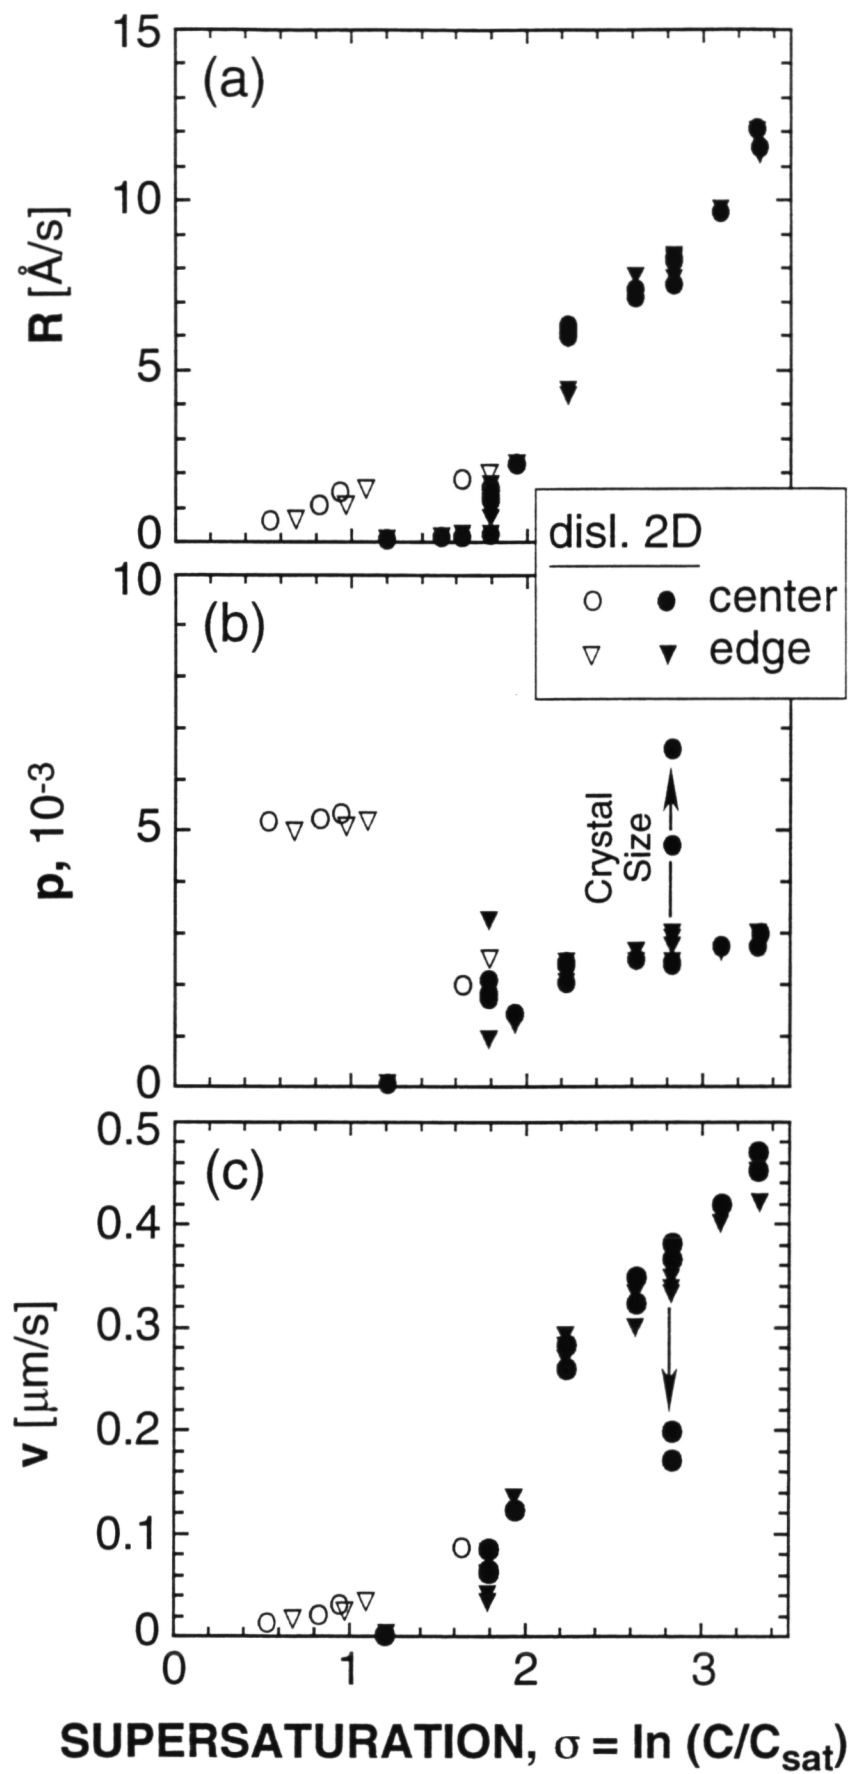 15
(a)
10
R [Å/s]
5
0
disl. 2D
center
edge
10
(b)
p, 10-3
5
Crystal
Size
0
0.5
(c)
0.4
0.3
v [μm/s]
0.2
0.1
0
0 1 2 3
SUPERSATURATION, σ = ln (C/Csat)